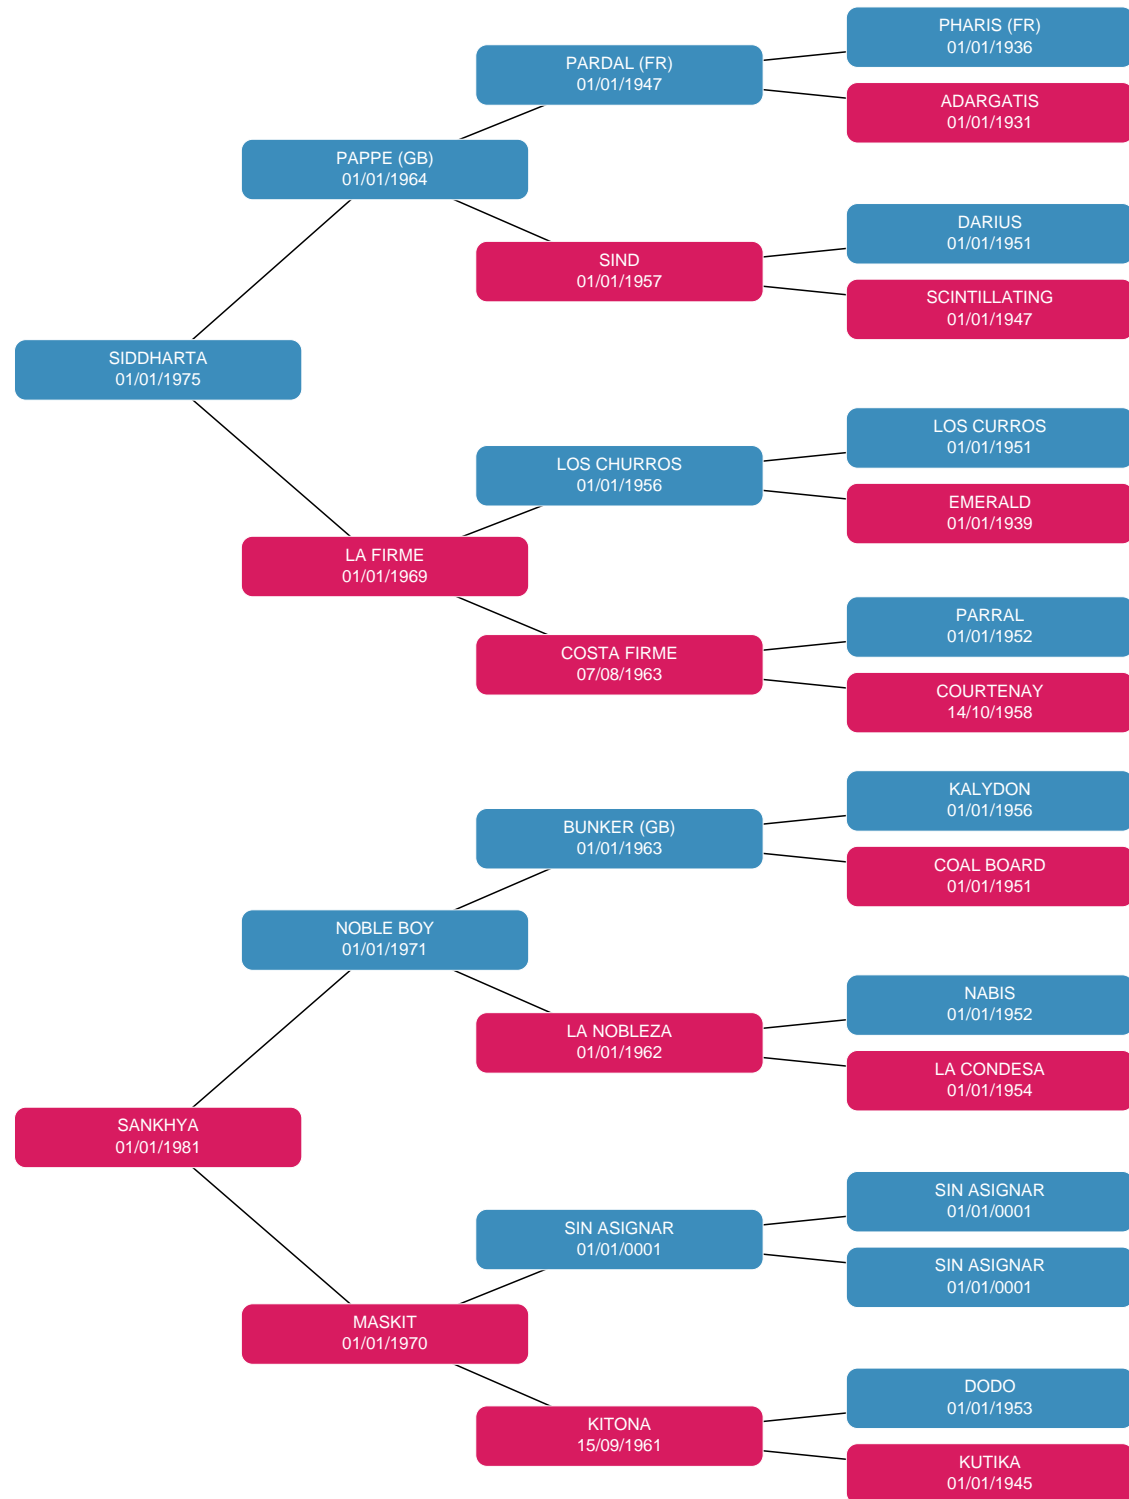 PHARIS (FR)
01/01/1936
PARDAL (FR)
01/01/1947
ADARGATIS
01/01/1931
PAPPE (GB)
01/01/1964
DARIUS
01/01/1951
SIND
01/01/1957
SCINTILLATING
01/01/1947
SIDDHARTA
01/01/1975
LOS CURROS
01/01/1951
LOS CHURROS
01/01/1956
EMERALD
01/01/1939
LA FIRME
01/01/1969
PARRAL
01/01/1952
COSTA FIRME
07/08/1963
COURTENAY
14/10/1958
KALYDON
01/01/1956
BUNKER (GB)
01/01/1963
COAL BOARD
01/01/1951
NOBLE BOY
01/01/1971
NABIS
01/01/1952
LA NOBLEZA
01/01/1962
LA CONDESA
01/01/1954
SANKHYA
01/01/1981
SIN ASIGNAR
01/01/0001
SIN ASIGNAR
01/01/0001
SIN ASIGNAR
01/01/0001
MASKIT
01/01/1970
DODO
01/01/1953
KITONA
15/09/1961
KUTIKA
01/01/1945